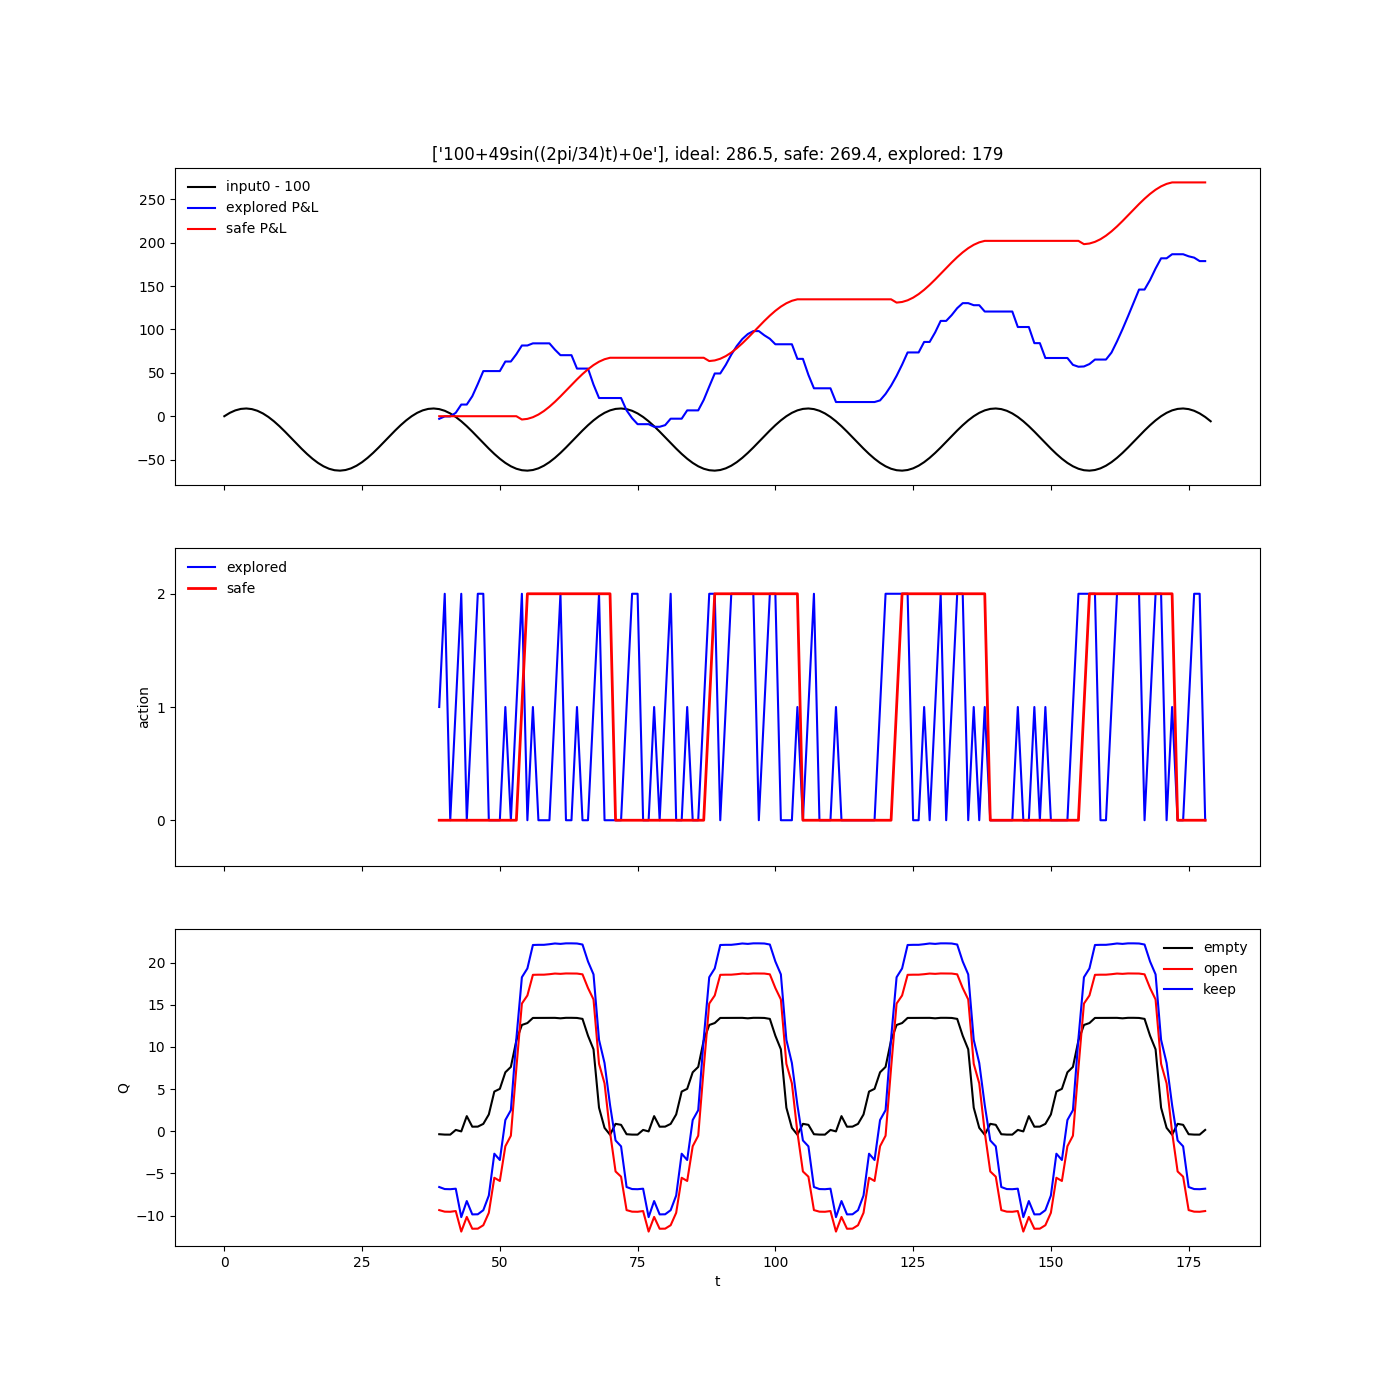 ['100+49sin((2pi/34)t)+0e'], ideal: 286.5, safe: 269.4, explored: 179
input0 - 100
explored P&L
safe P&L
250
200
150
100
50
0
−50
explored
safe
2
1
0
action
empty
open
keep
20
15
10
5
0
−5
−10
Q
0 25 50 75 100 125 150 175
t